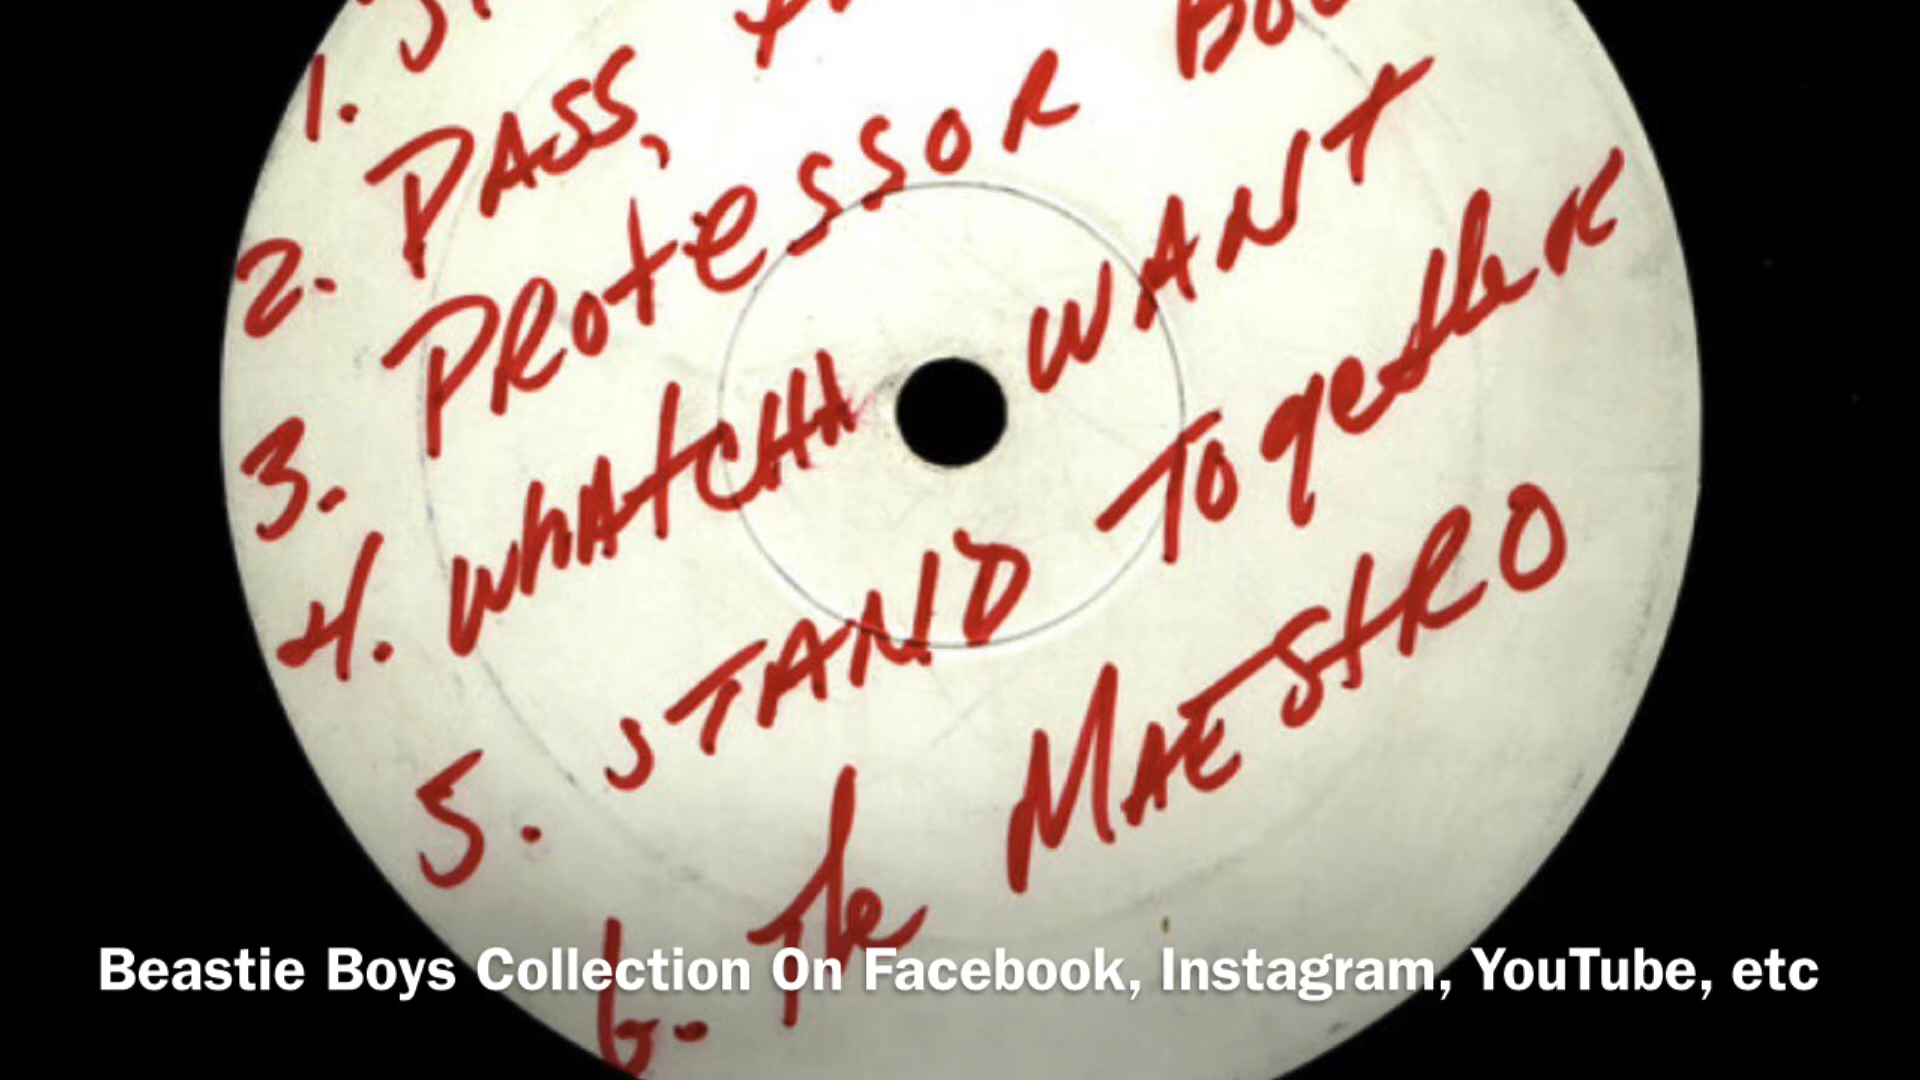 1.
2. PASS,
3. PROfeSSOR BOO
4. WhATCHA WANT
5. STAND TogetheR
6. The MAESTRO
Beastie Boys Collection On Facebook, Instagram, YouTube, etc